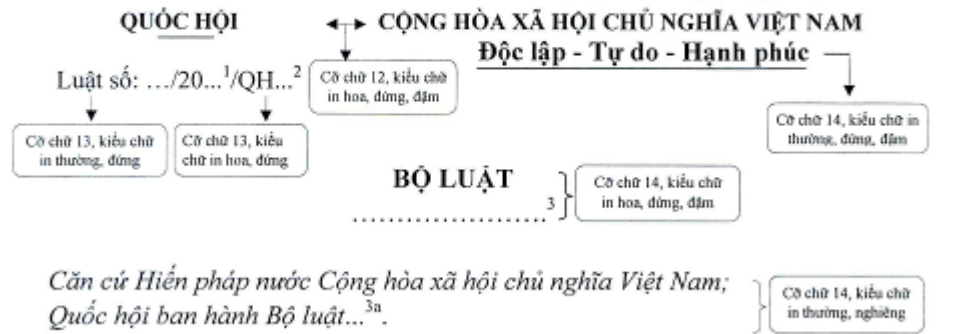 QUỐC HỘI
CỘNG HÒA XÃ HỘI CHỦ NGHĨA VIỆT NAM
Độc lập - Tự do - Hạnh phúc
Luật số: .../20...1/QH...2
Cỡ chữ 12, kiểu chữ
in hoa, đứng, đậm
Cỡ chữ 13, kiểu chữ
in thường, đứng
Cỡ chữ 13, kiểu
chữ in hoa, đứng
Cỡ chữ 14, kiểu chữ in
thường, đứng, đậm
BỘ LUẬT
.......................3
Cỡ chữ 14, kiểu chữ
in hoa, đứng, đậm
Căn cứ Hiến pháp nước Cộng hòa xã hội chủ nghĩa Việt Nam;
Quốc hội ban hành Bộ luật...3a.
Cỡ chữ 14, kiểu chữ
in thường, nghiêng